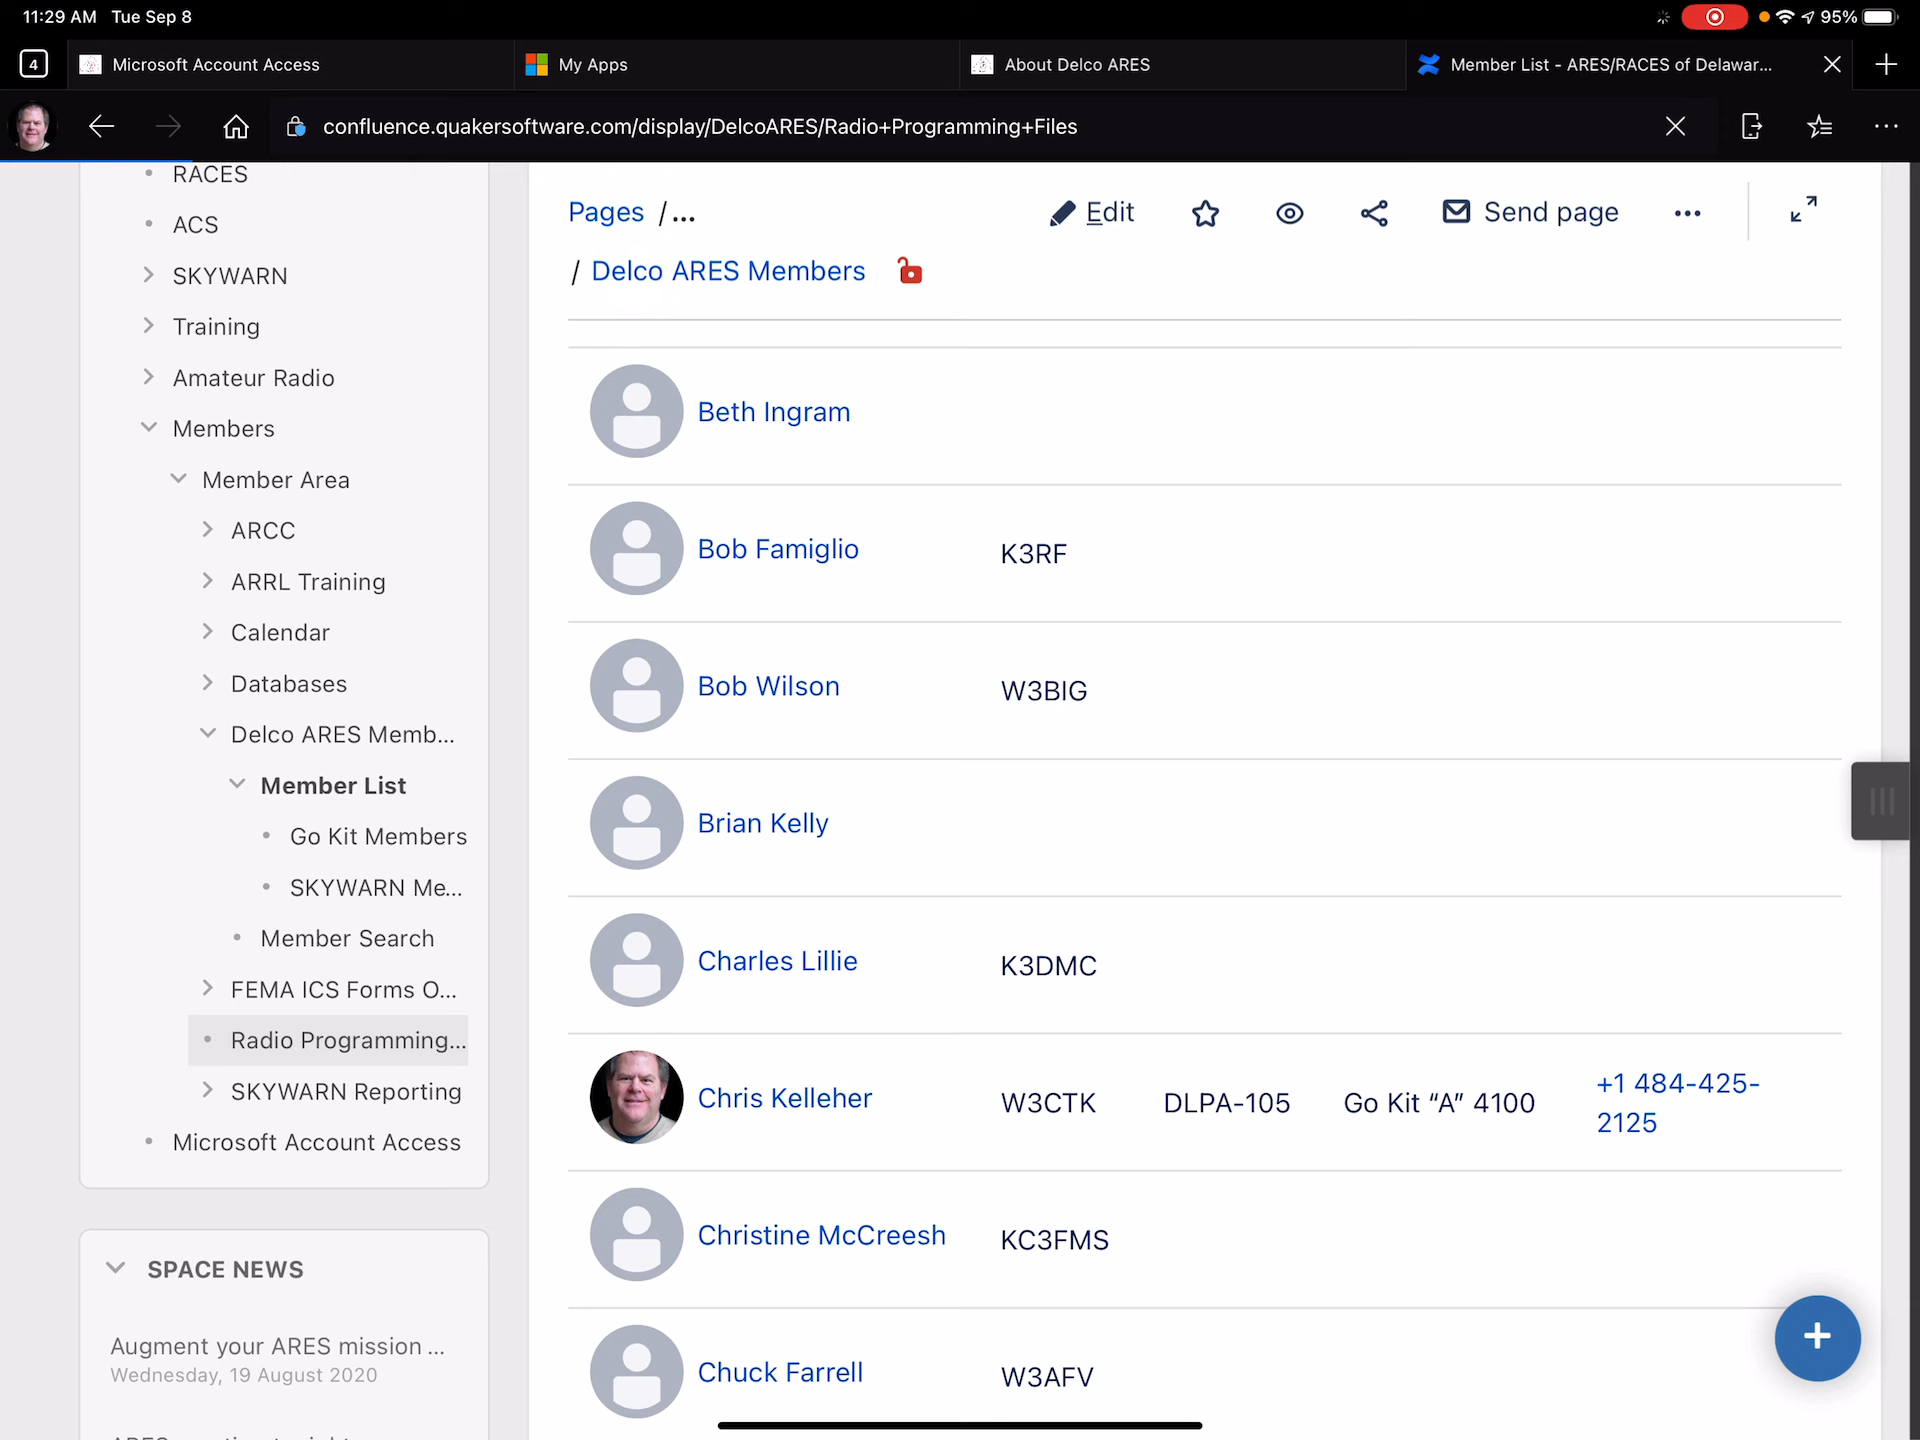 11:29 AM Tue Sep 8
95%
4
Microsoft Account Access
My Apps
About Delco ARES
Member List - ARES/RACES of Delawar...
confluence.quakersoftware.com/display/DelcoARES/Radio+Programming+Files
RACES
ACS
SKYWARN
Training
Amateur Radio
Members
Member Area
ARCC
ARRL Training
Calendar
Databases
Delco ARES Memb...
Member List
Go Kit Members
SKYWARN Me...
Member Search
FEMA ICS Forms O...
Radio Programming...
SKYWARN Reporting
Microsoft Account Access
SPACE NEWS
Augment your ARES mission ...
Wednesday, 19 August 2020
Pages /...
Edit
Send page
/ Delco ARES Members
Beth Ingram
Bob Famiglio K3RF
Bob Wilson W3BIG
Brian Kelly
Charles Lillie K3DMC
Chris Kelleher W3CTK DLPA-105 Go Kit “A” 4100 +1 484-425-
2125
Christine McCreesh KC3FMS
Chuck Farrell W3AFV